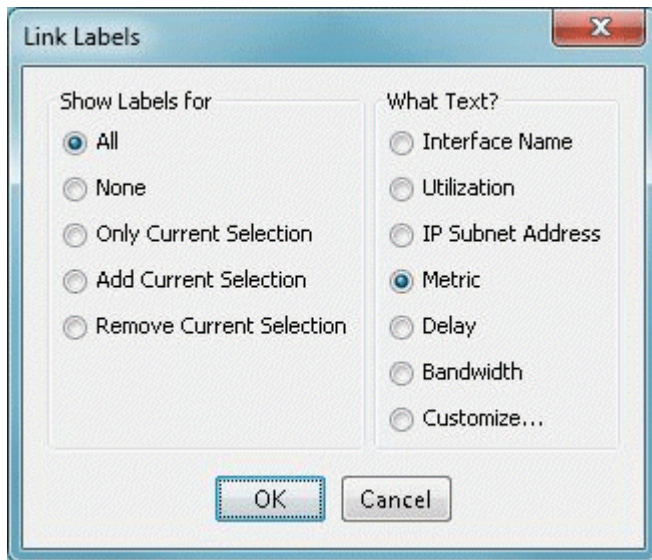 Link Labels
Show Labels for
All
None
Only Current Selection
Add Current Selection
Remove Current Selection
What Text?
Interface Name
Utilization
IP Subnet Address
Metric
Delay
Bandwidth
Customize...
OK
Cancel